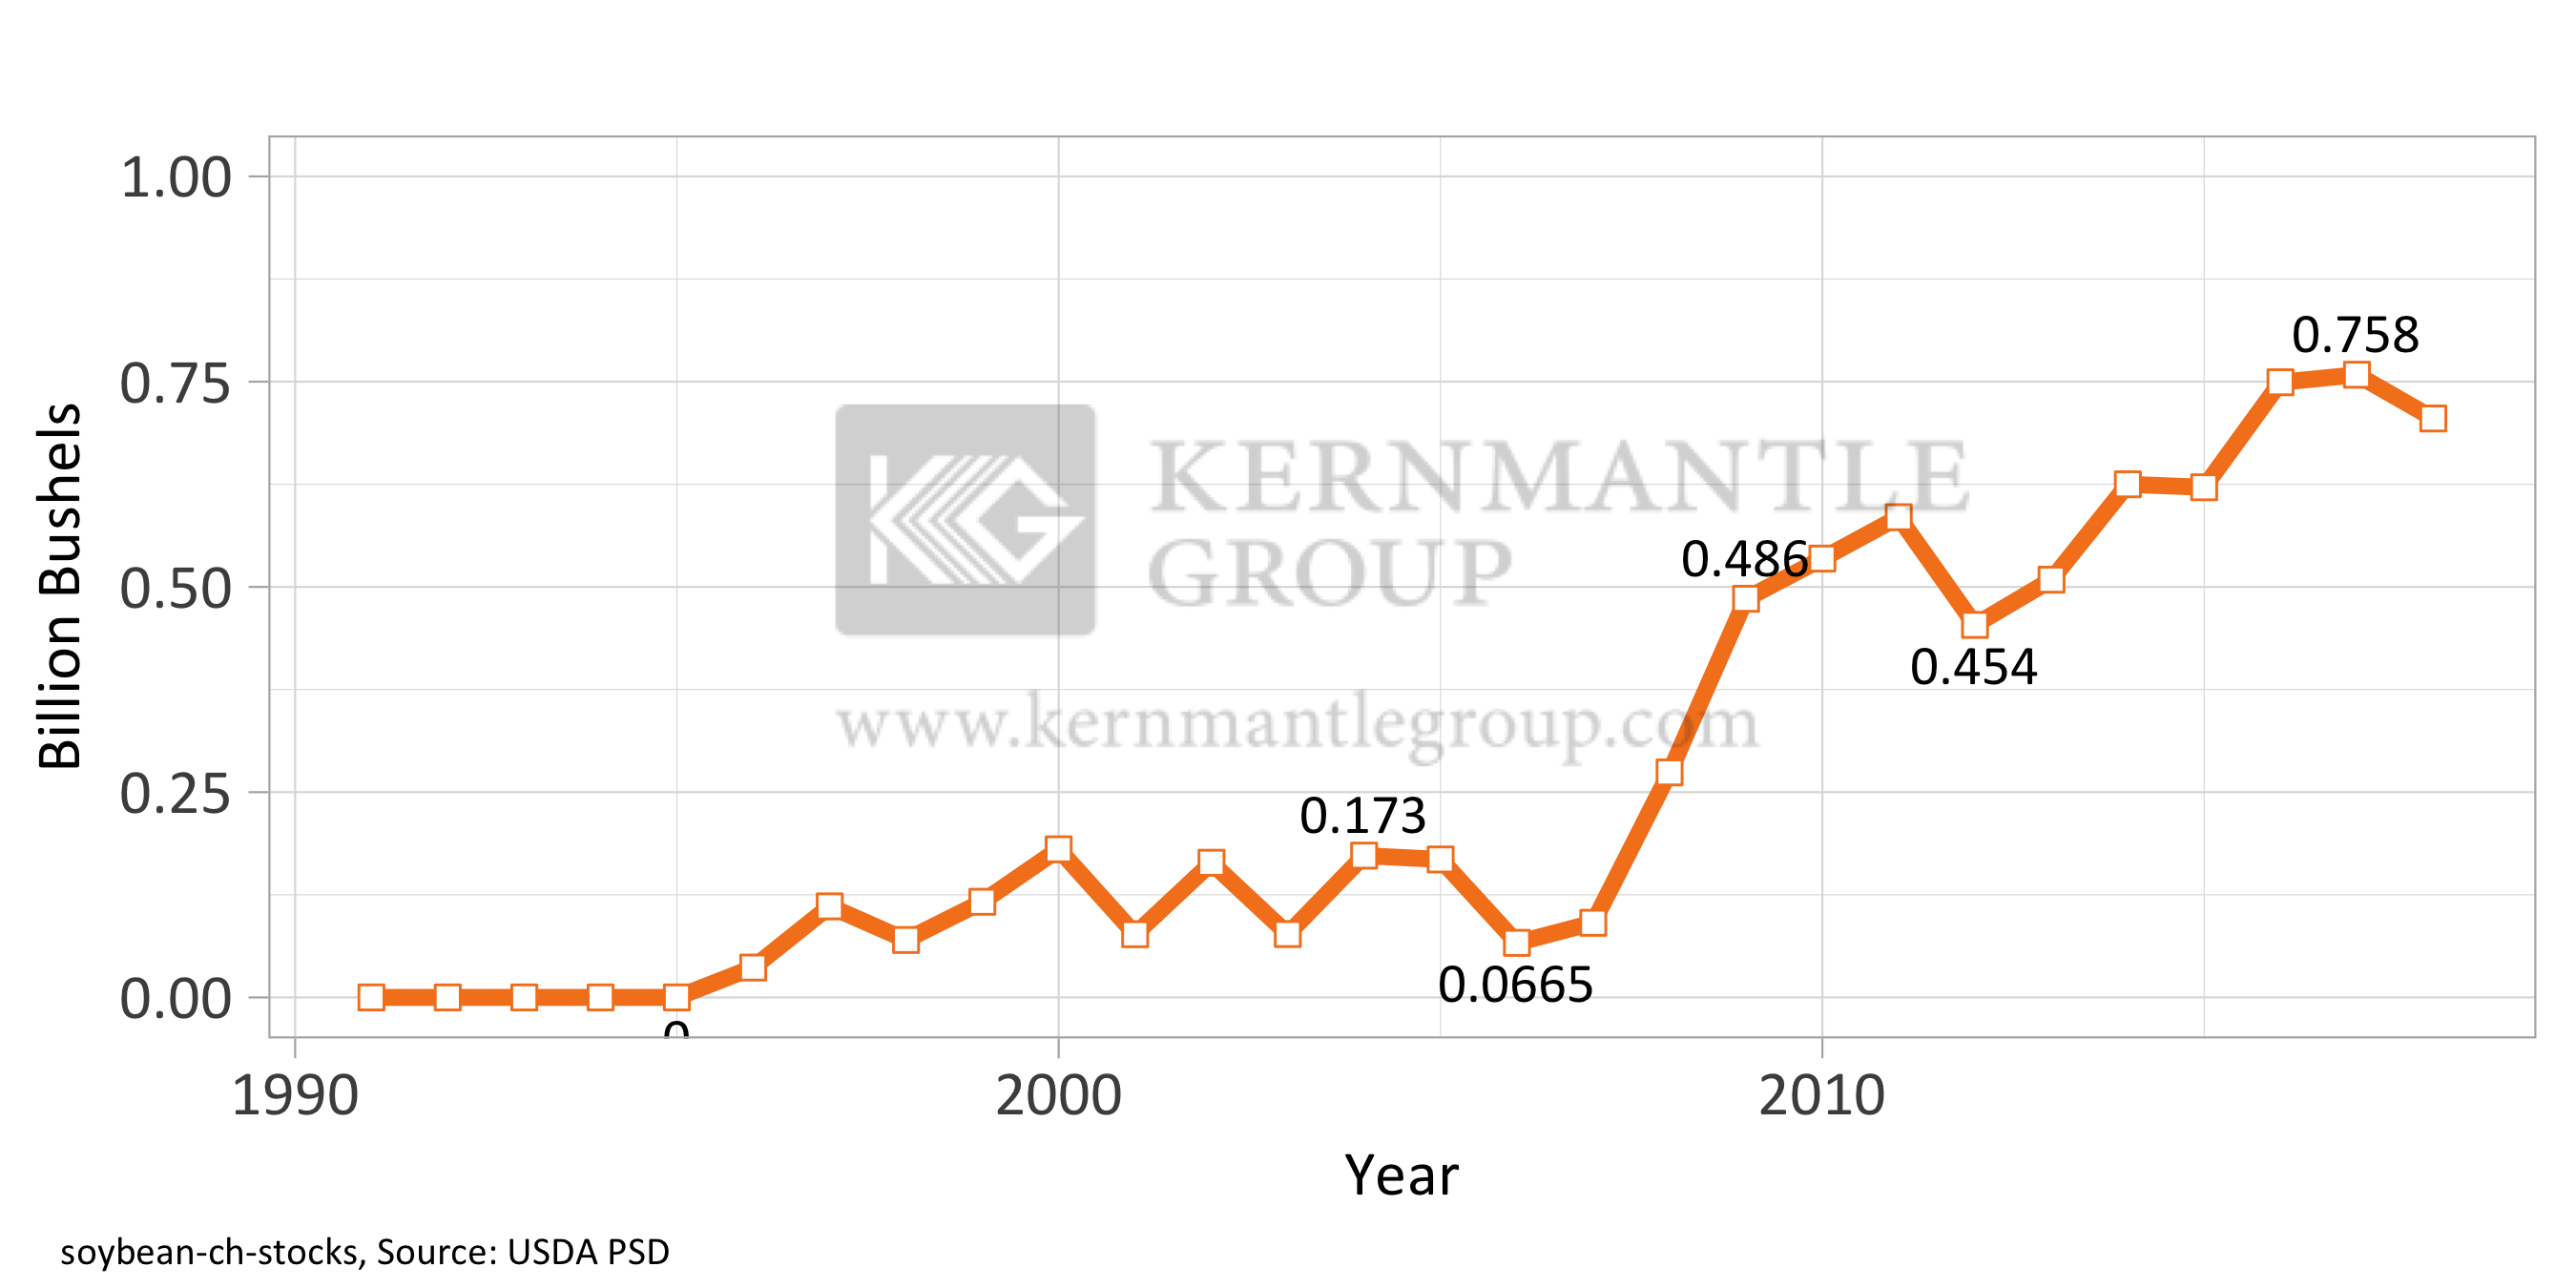 1.00
0.75
0.50
0.25
0.00
Billion Bushels
0.758
0.486
0.454
0.173
0.0665
0
KG
KERNMANTLE
GROUP
www.kernmantlegroup.com
1990 2000 2010
Year
soybean-ch-stocks, Source: USDA PSD